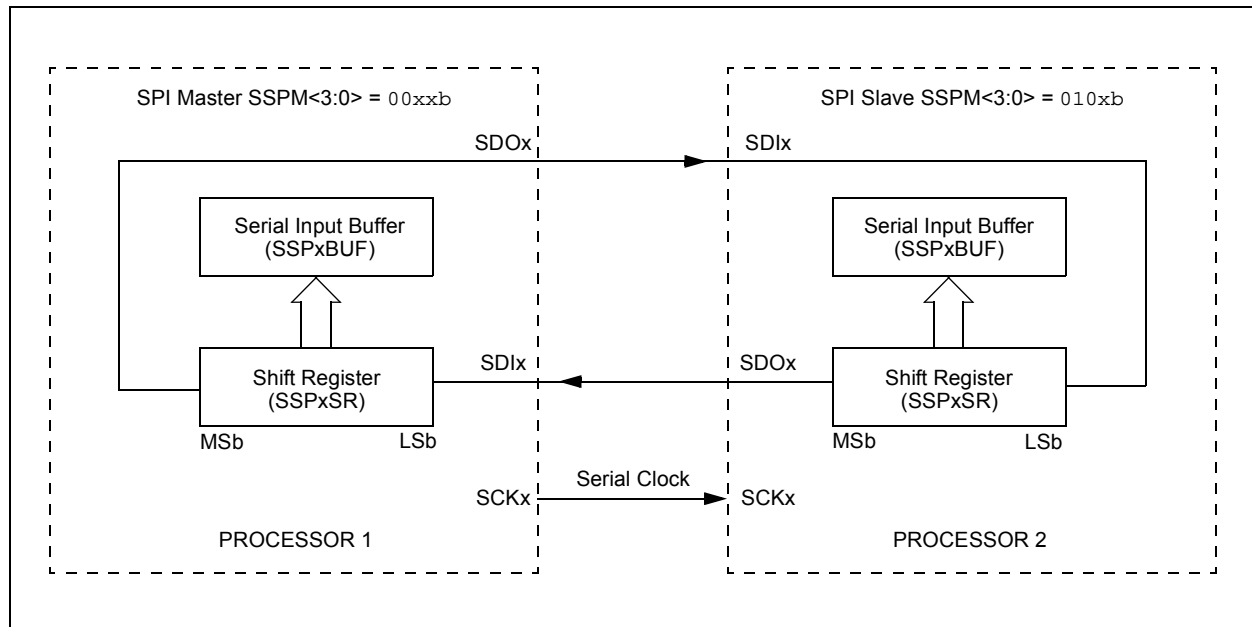 SPI Master SSPM<3:0> = 00xxb
SPI Slave SSPM<3:0> = 010xb
SDOx
SDIx
Serial Input Buffer
(SSPxBUF)
Serial Input Buffer
(SSPxBUF)
SDIx
SDOx
Shift Register
(SSPxSR)
Shift Register
(SSPxSR)
MSb
LSb
MSb
LSb
Serial Clock
SCKx
SCKx
PROCESSOR 1
PROCESSOR 2